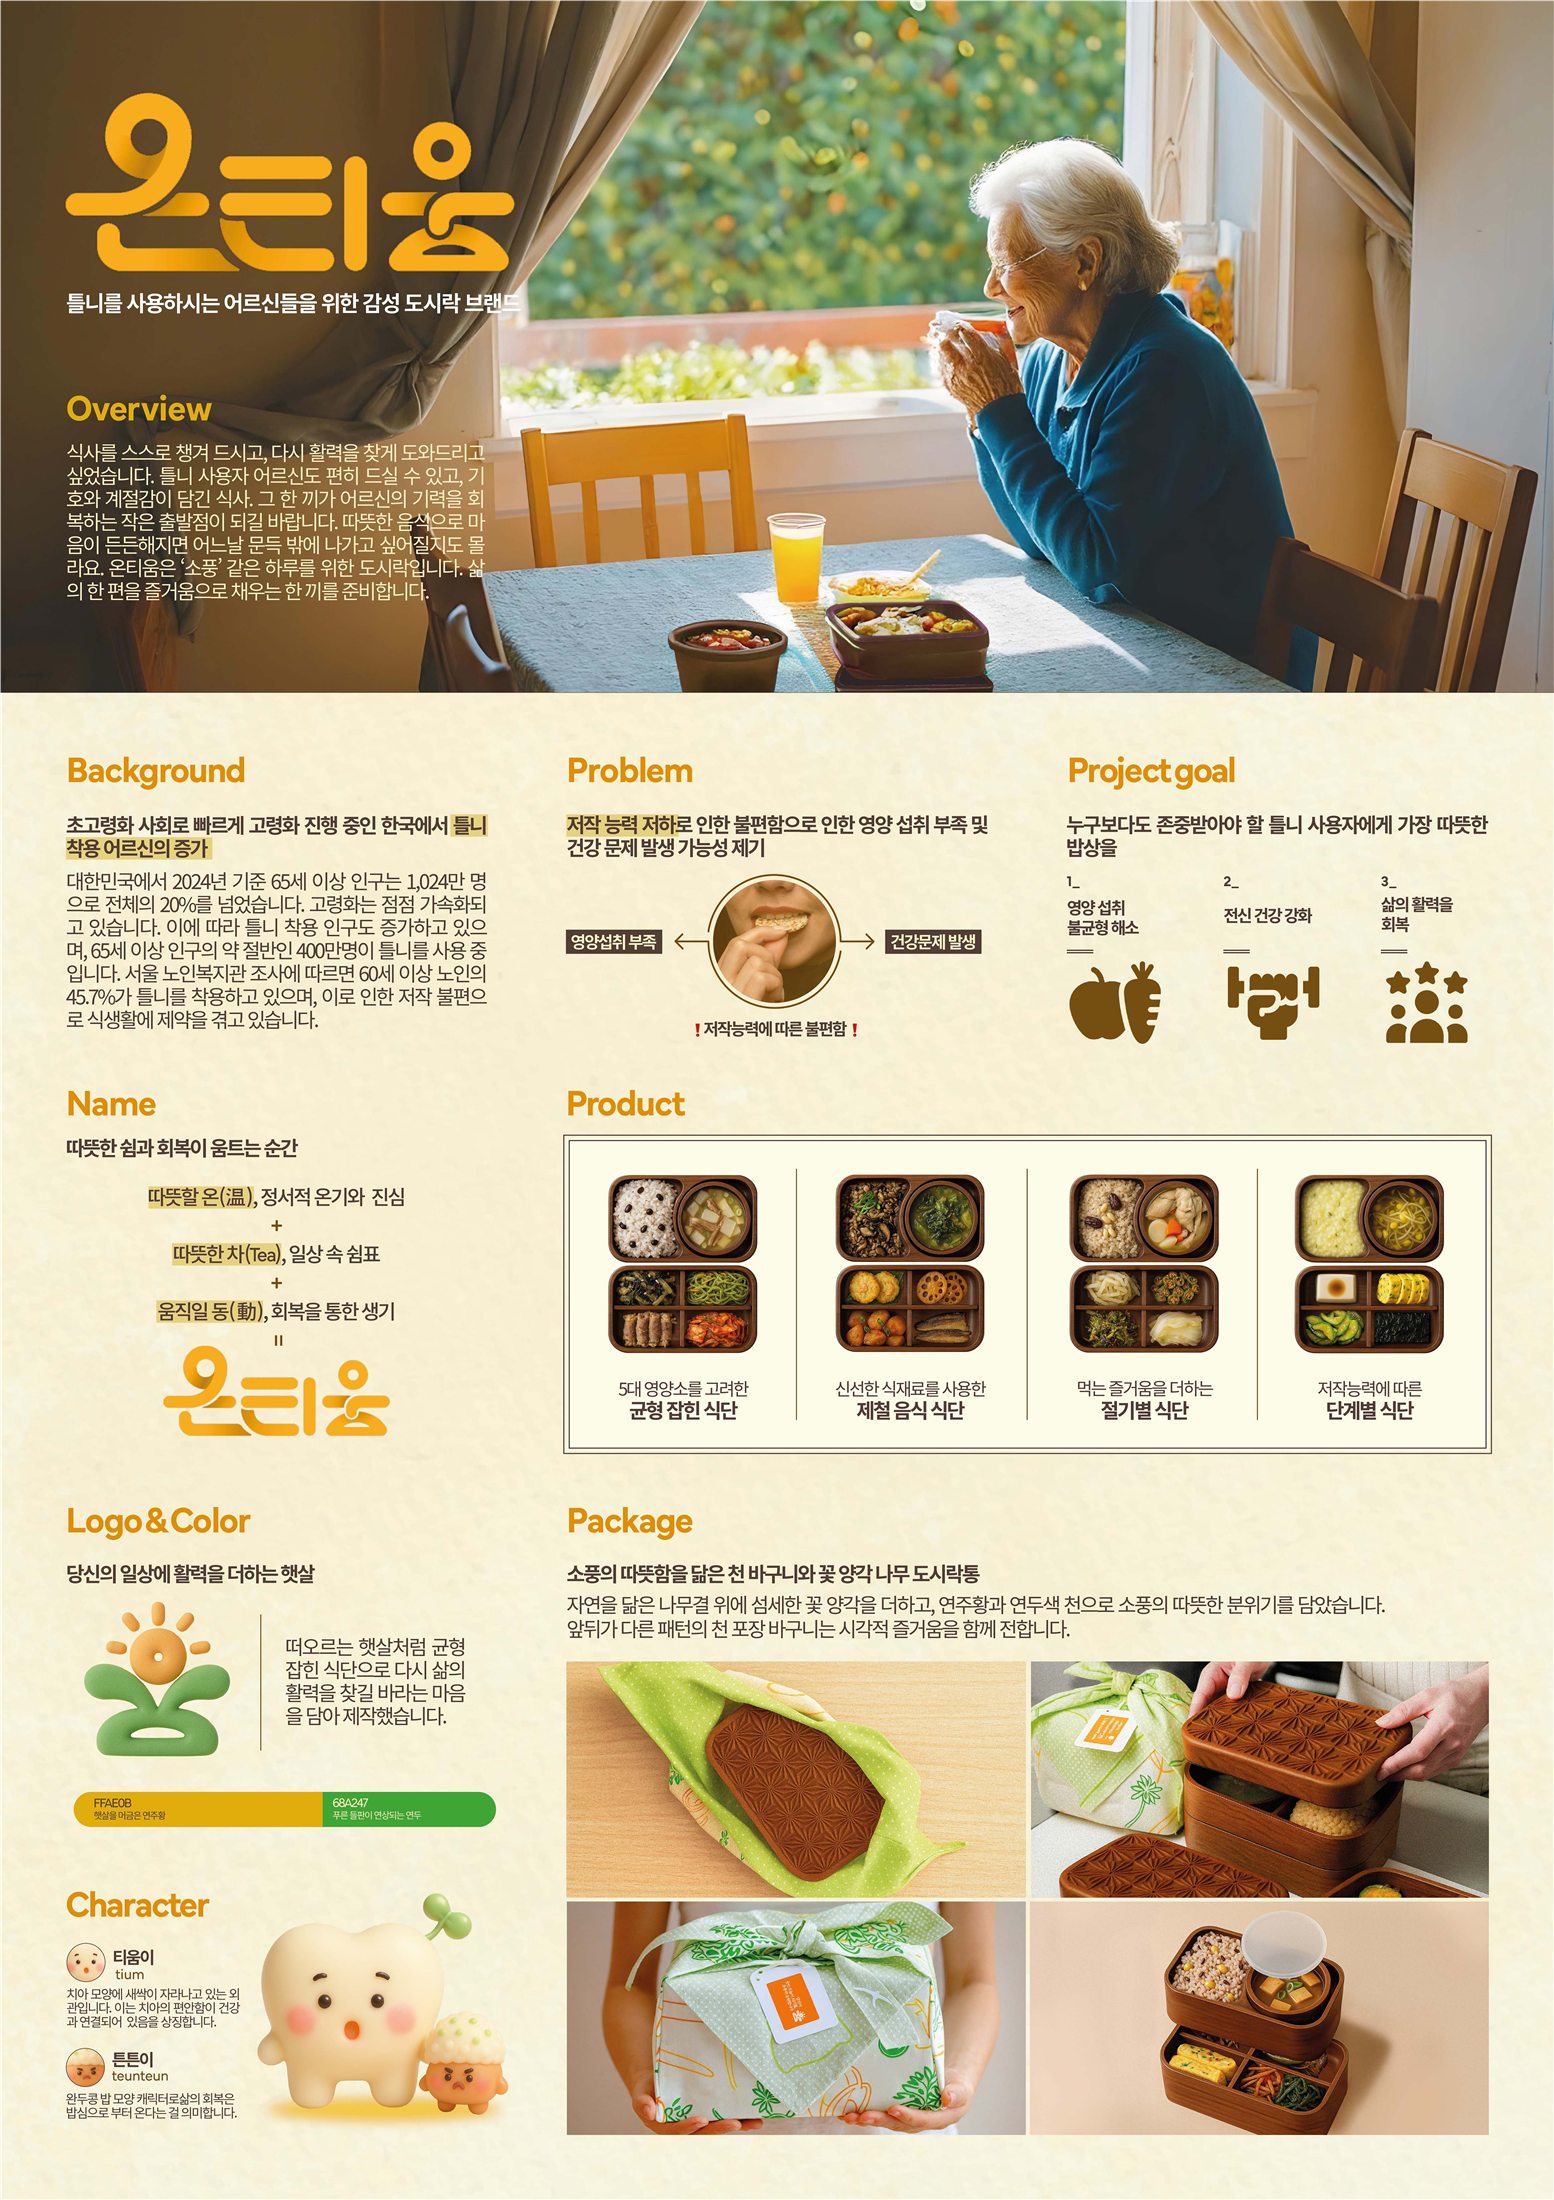 온티움
틀니를 사용하시는 어르신들을 위한 감성 도시락 브랜드
Overview
식사를 스스로 챙겨 드시고, 다시 활력을 찾게 도와드리고
싶었습니다. 틀니 사용자 어르신도 편히 드실 수 있고, 기
호와 계절감이 담긴 식사. 그 한 끼가 어르신의 기력을 회
복하는 작은 출발점이 되길 바랍니다. 따뜻한 음식으로 마
음이 든든해지면 어느날 문득 밖에 나가고 싶어질지도 몰
라요. 온티움은 ‘소풍’ 같은 하루를 위한 도시락입니다. 삶
의 한 편을 즐거움으로 채우는 한 끼를 준비합니다.
Background
초고령화 사회로 빠르게 고령화 진행 중인 한국에서 틀니
착용 어르신의 증가
대한민국에서 2024년 기준 65세 이상 인구는 1,024만 명
으로 전체의 20%를 넘었습니다. 고령화는 점점 가속화되
고 있습니다. 이에 따라 틀니 착용 인구도 증가하고 있으
며, 65세 이상 인구의 약 절반인 400만명이 틀니를 사용 중
입니다. 서울 노인복지관 조사에 따르면 60세 이상 노인의
45.7%가 틀니를 착용하고 있으며, 이로 인한 저작 불편으
로 식생활에 제약을 겪고 있습니다.
Problem
저작 능력 저하로 인한 불편함으로 인한 영양 섭취 부족 및
건강 문제 발생 가능성 제기
영양섭취 부족
건강문제 발생
! 저작능력에 따른 불편함 !
Project goal
누구보다도 존중받아야 할 틀니 사용자에게 가장 따뜻한
밥상을
1_
영양 섭취
불균형 해소
2_
전신 건강 강화
3_
삶의 활력을
회복
Name
따뜻한 쉼과 회복이 움트는 순간
따뜻할 온(温), 정서적 온기와 진심
+
따뜻한 차(Tea), 일상 속 쉼표
+
움직일 동(動), 회복을 통한 생기
=
온티움
Product
5대 영양소를 고려한
균형 잡힌 식단
신선한 식재료를 사용한
제철 음식 식단
먹는 즐거움을 더하는
절기별 식단
저작능력에 따른
단계별 식단
Logo & Color
당신의 일상에 활력을 더하는 햇살
떠오르는 햇살처럼 균형
잡힌 식단으로 다시 삶의
활력을 찾길 바라는 마음
을 담아 제작했습니다.
FFAE0B
햇살을 머금은 연주황
68A247
푸른 들판이 연상되는 연두
Character
티움이
tium
치아 모양에 새싹이 자라나고 있는 외
관입니다. 이는 치아의 편안함이 건강
과 연결되어 있음을 상징합니다.
튼튼이
teunteun
완두콩 밥 모양 캐릭터로삶의 회복은
밥심으로 부터 온다는 걸 의미합니다.
Package
소풍의 따뜻함을 닮은 천 바구니와 꽃 양각 나무 도시락통
자연을 닮은 나무결 위에 섬세한 꽃 양각을 더하고, 연주황과 연두색 천으로 소풍의 따뜻한 분위기를 담았습니다.
앞뒤가 다른 패턴의 천 포장 바구니는 시각적 즐거움을 함께 전합니다.